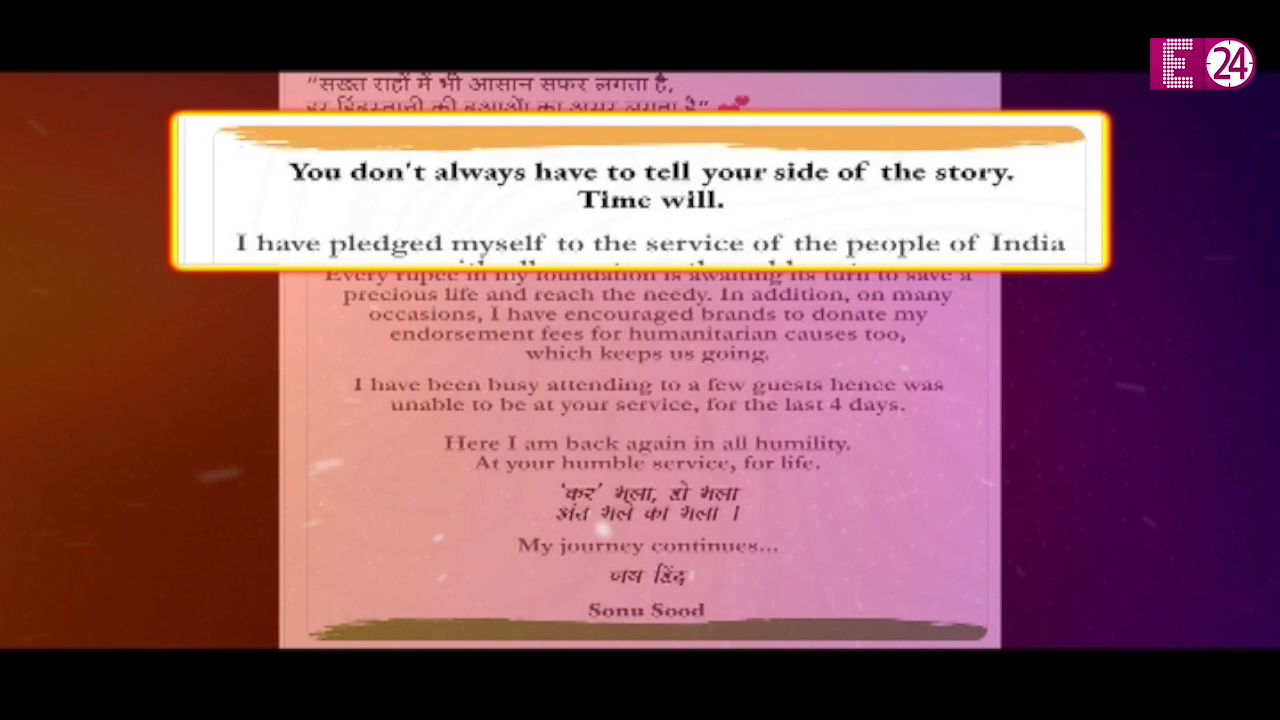 E 24
“सख्त राहों में भी आसान सफर लगता है,
हर हिंदुस्तानी की दुआओं का असर लगता है”
You don't always have to tell your side of the story.
Time will.
I have pledged myself to the service of the people of India
Every rupee in my foundation is awaiting its turn to save a
precious life and reach the needy. In addition, on many
occasions, I have encouraged brands to donate my
endorsement fees for humanitarian causes too,
which keeps us going.
I have been busy attending to a few guests hence was
unable to be at your service, for the last 4 days.
Here I am back again in all humility.
At your humble service, for life.
'कर' भला, हो भला
अंत भले का भला ।
My journey continues...
जय हिंद
Sonu Sood